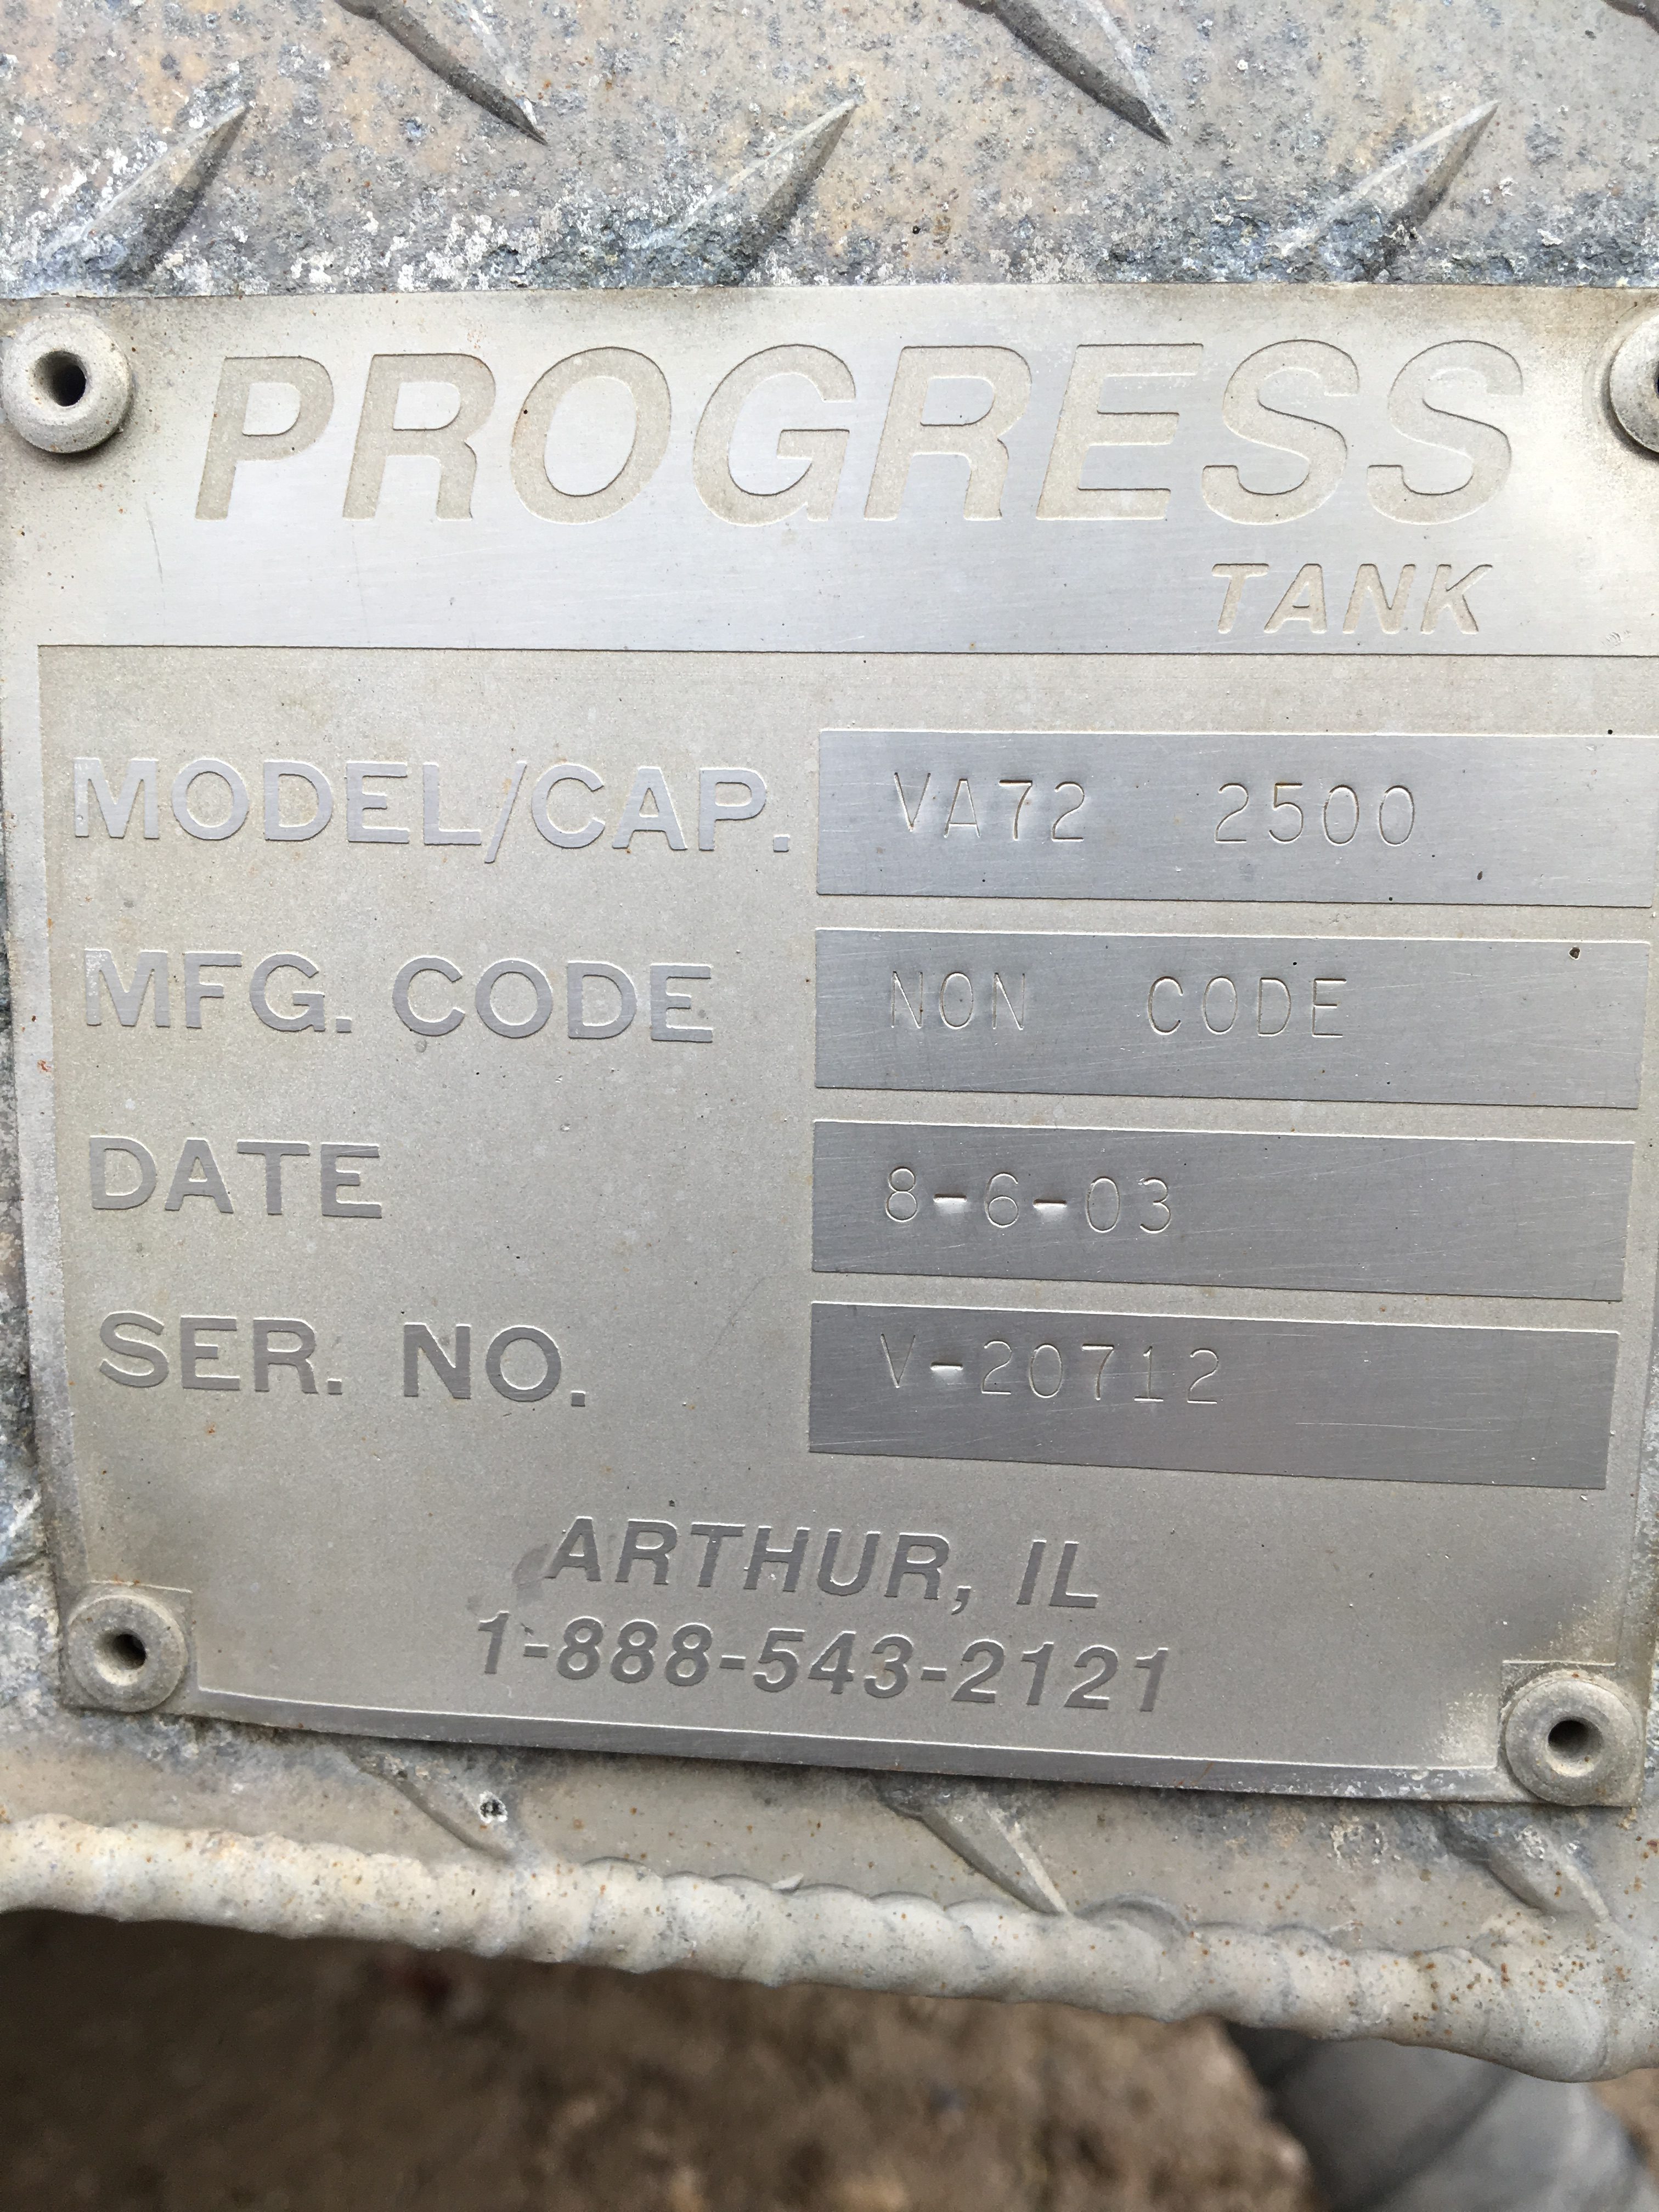 PROGRESS
TANK
MODEL/CAP. VA72 2500
MFG. CODE NON CODE
DATE 8-6-03
SER. NO. V-20712
ARTHUR, IL
1-888-543-2121